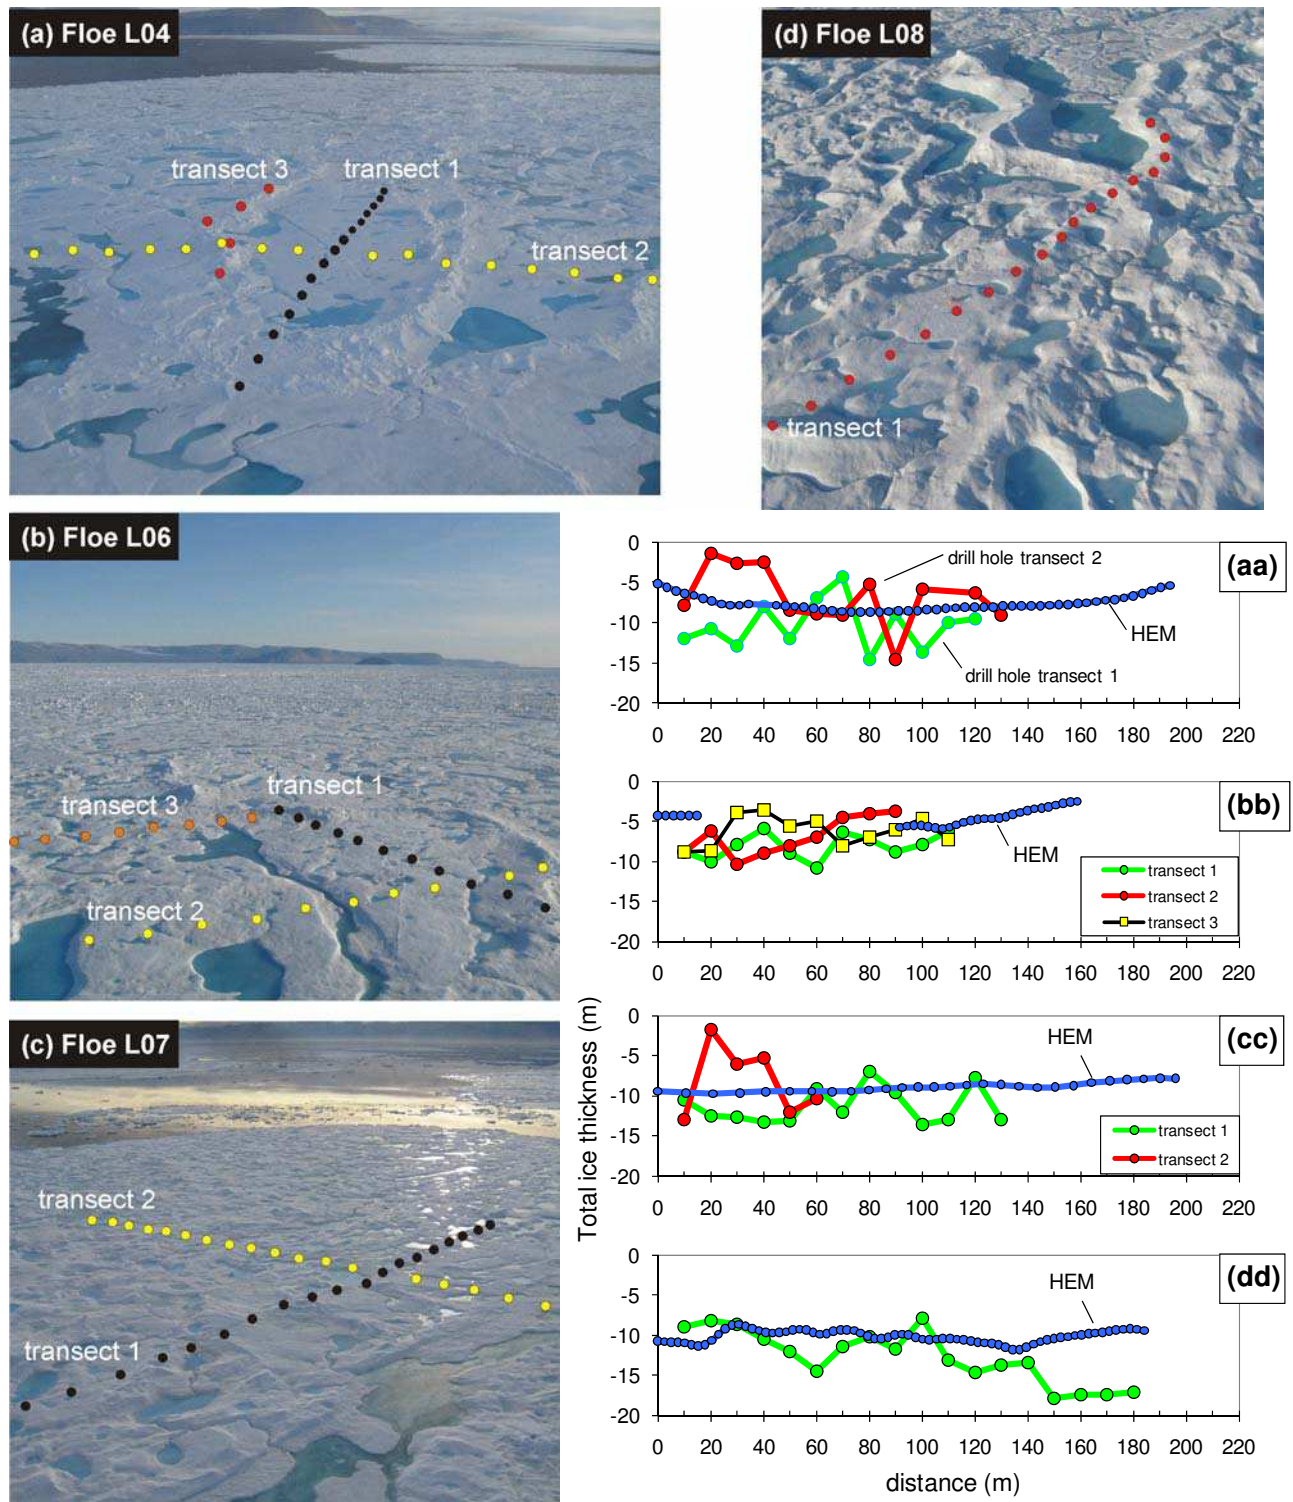 (a) Floe L04
transect 3
transect 1
transect 2
(d) Floe L08
transect 1
(b) Floe L06
transect 1
transect 3
transect 2
(c) Floe L07
transect 2
transect 1
0
-5
-10
-15
-20
drill hole transect 2
(aa)
HEM
drill hole transect 1
0 20 40 60 80 100 120 140 160 180 200 220
0
-5
-10
-15
-20
(bb)
HEM
transect 1
transect 2
transect 3
0 20 40 60 80 100 120 140 160 180 200 220
Total ice thickness (m)
0
-5
-10
-15
-20
HEM
(cc)
transect 1
transect 2
0 20 40 60 80 100 120 140 160 180 200 220
0
-5
-10
-15
-20
HEM
(dd)
0 20 40 60 80 100 120 140 160 180 200 220
distance (m)